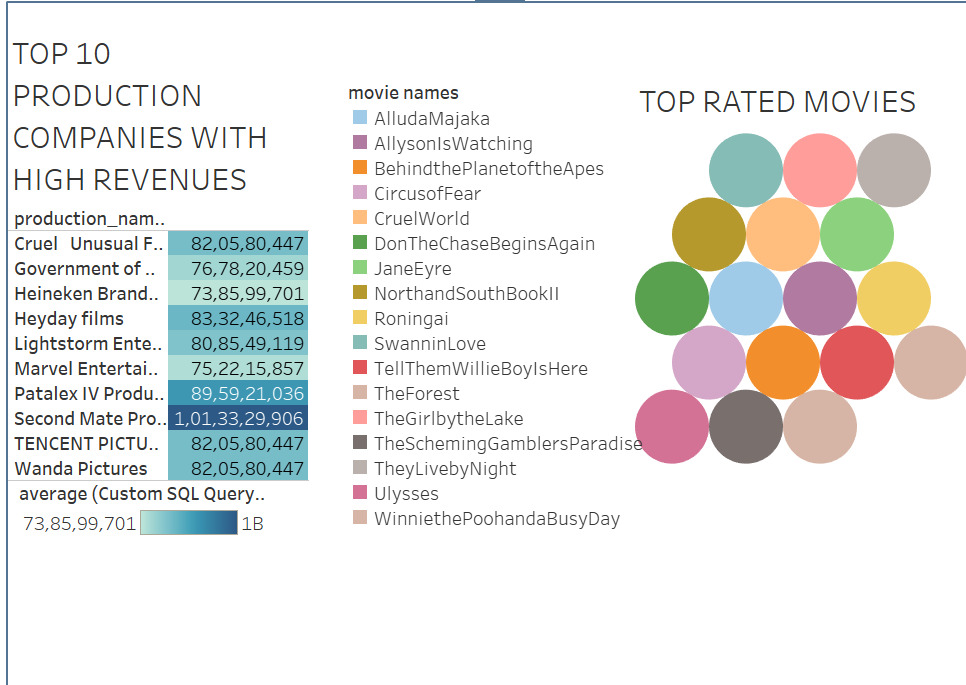 TOP 10
PRODUCTION
COMPANIES WITH
HIGH REVENUES
production_nam..
Cruel Unusual F.. 82,05,80,447
Government of .. 76,78,20,459
Heineken Brand.. 73,85,99,701
Heyday films 83,32,46,518
Lightstorm Ente.. 80,85,49,119
Marvel Entertai.. 75,22,15,857
Patalex IV Produ.. 89,59,21,036
Second Mate Pro.. 1,01,33,29,906
TENCENT PICTU.. 82,05,80,447
Wanda Pictures 82,05,80,447
average (Custom SQL Query..
73,85,99,701 1B
movie names
AlludaMajaka
AllysonIsWatching
BehindthePlanetoftheApes
CircusofFear
CruelWorld
DonTheChaseBeginsAgain
JaneEyre
NorthandSouthBookII
Roningai
SwanninLove
TellThemWillieBoyIsHere
TheForest
TheGirlbytheLake
TheSchemingGamblersParadise
TheyLivebyNight
Ulysses
WinniethePoohandaBusyDay
TOP RATED MOVIES